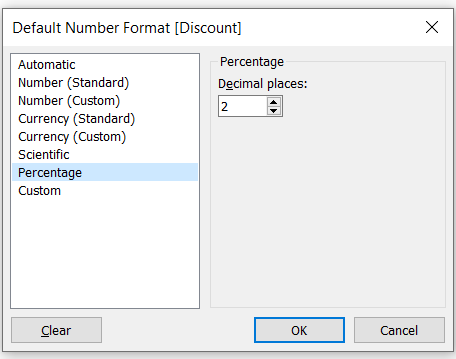 Default Number Format [Discount]
Automatic
Number (Standard)
Number (Custom)
Currency (Standard)
Currency (Custom)
Scientific
Percentage
Custom
Percentage
Decimal places:
2
Clear
OK
Cancel